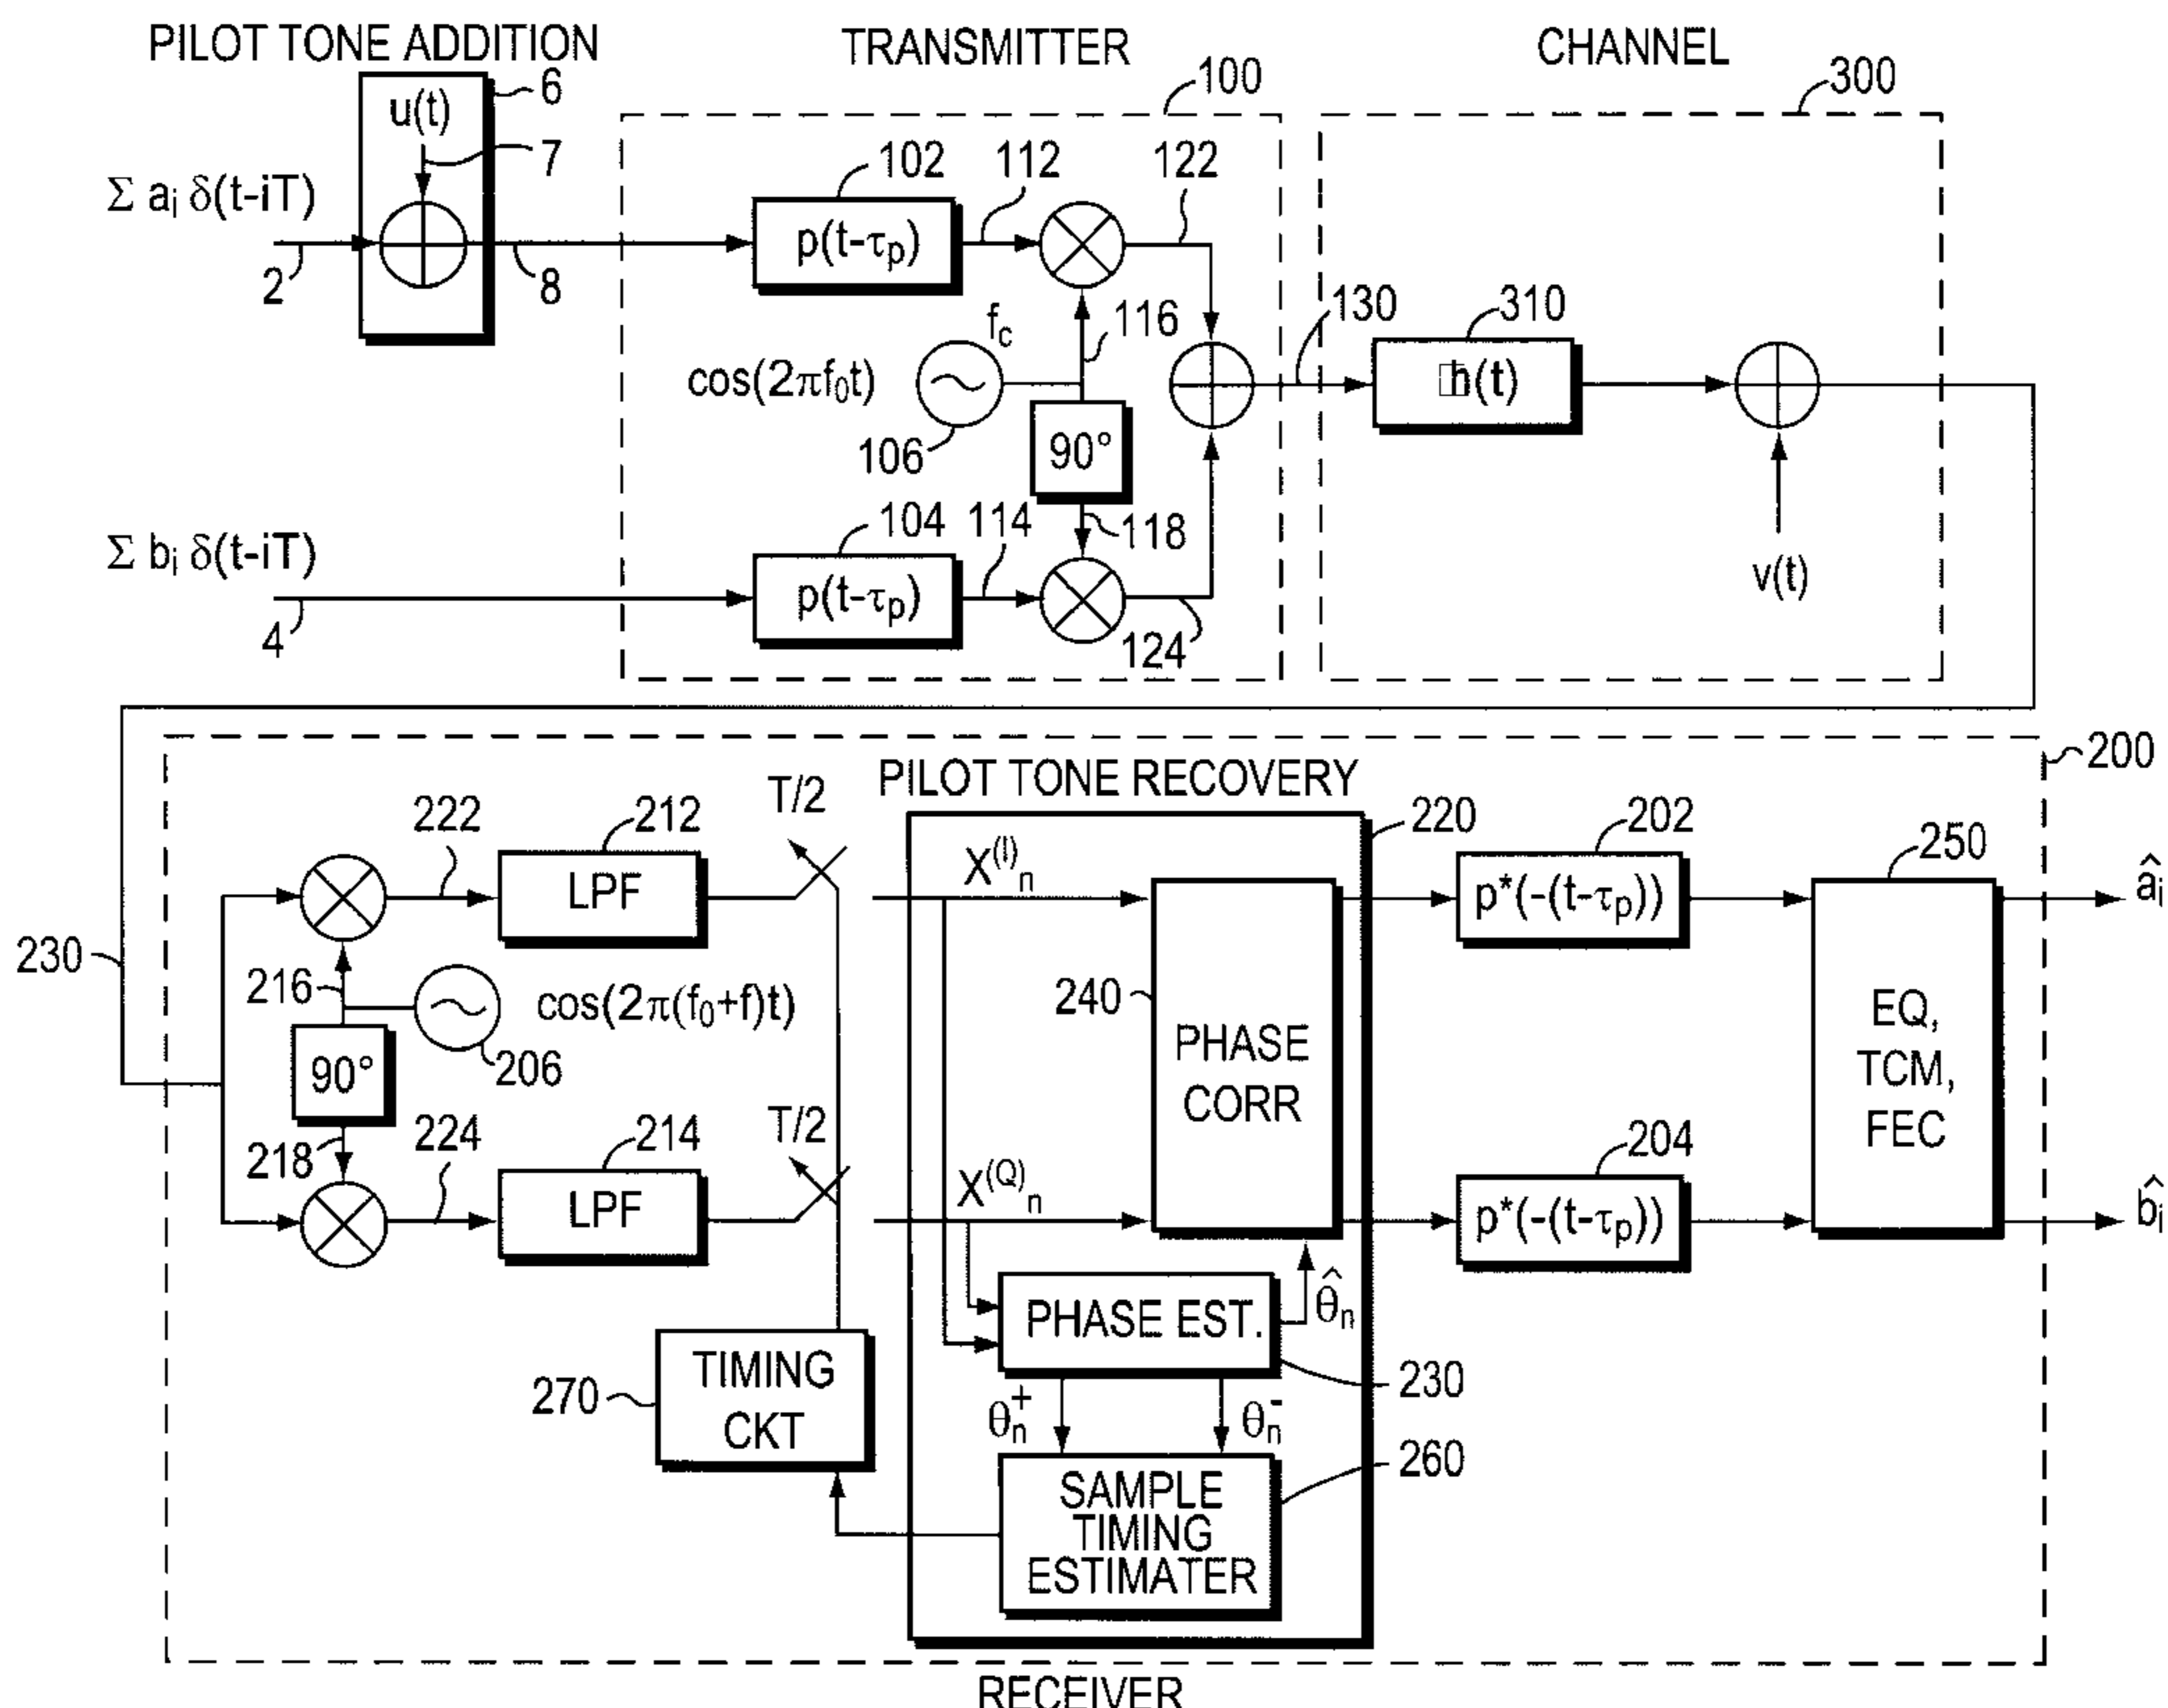 PILOT TONE ADDITION
TRANSMITTER
CHANNEL
6
100
300
u(t)
7
102
112
122
Σ aᵢ δ(t-iT)
p(t-τₚ)
2
8
f_c
116
130
310
cos(2πf₀t)
h(t)
106
90°
104
114
118
Σ bᵢ δ(t-iT)
p(t-τₚ)
v(t)
4
124
200
PILOT TONE RECOVERY
T/2
222
212
220
202
250
X⁽ᴵ⁾ₙ
LPF
p*(-(t-τₚ))
âᵢ
230
216
cos(2π(f₀+f)t)
240
EQ,
TCM,
FEC
PHASE
CORR
90°
206
T/2
218
224
214
204
X^(Q)ₙ
LPF
p*(-(t-τₚ))
b̂ᵢ
PHASE EST.
θ̂ₙ
TIMING
CKT
270
230
θₙ⁺
θₙ⁻
260
SAMPLE
TIMING
ESTIMATER
RECEIVER